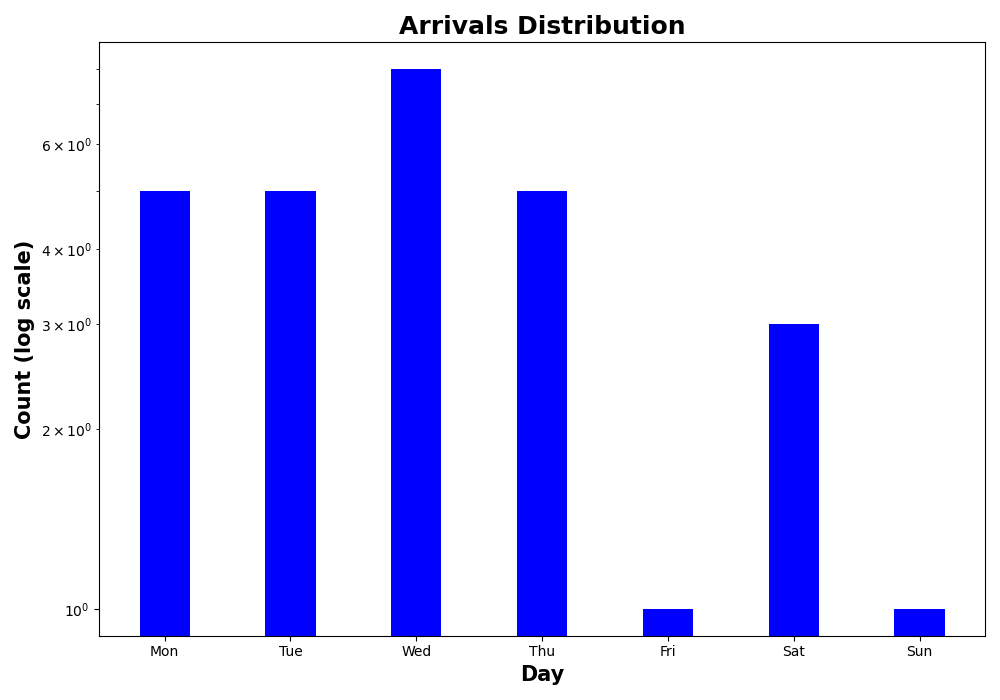 Arrivals Distribution
Count (log scale)
6 × 10⁰
4 × 10⁰
3 × 10⁰
2 × 10⁰
10⁰
Mon Tue Wed Thu Fri Sat Sun
Day